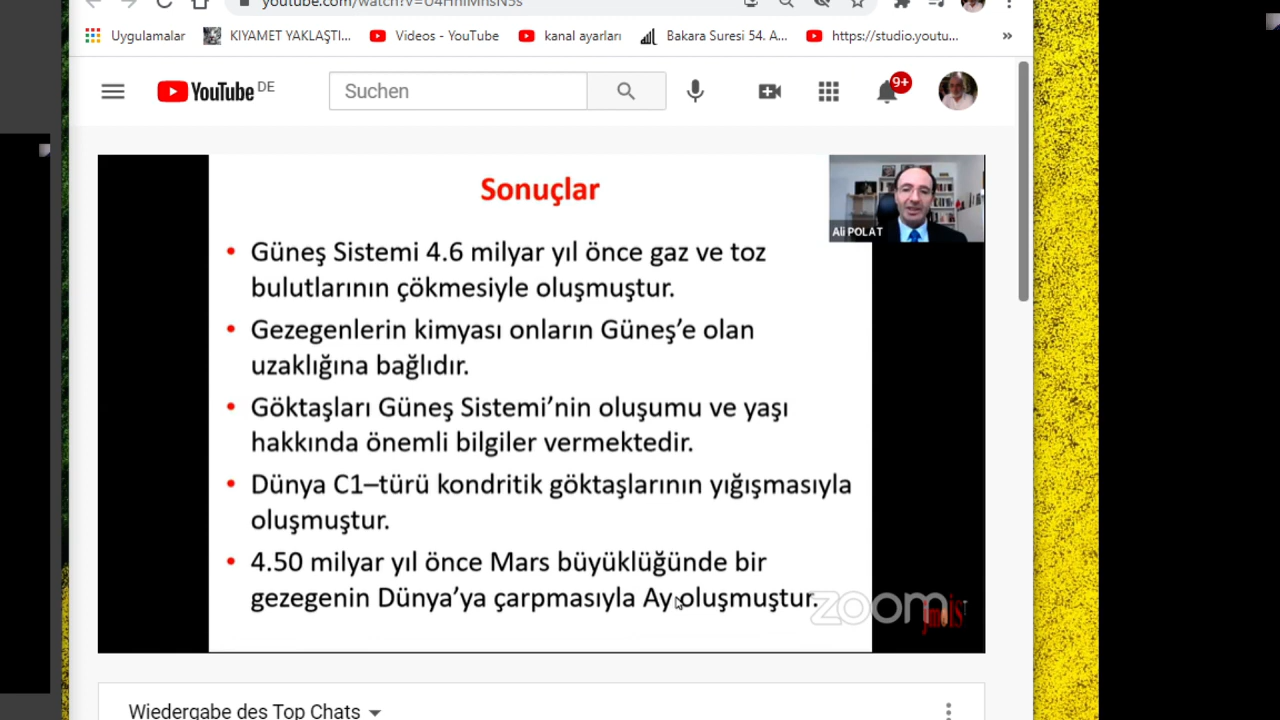 Uygulamalar
KIYAMET YAKLAŞTI...
Videos - YouTube
kanal ayarları
Bakara Suresi 54. A...
https://studio.youtu...
»
YouTube DE
Suchen
9+
Sonuçlar
Ali POLAT
• Güneş Sistemi 4.6 milyar yıl önce gaz ve toz
bulutlarının çökmesiyle oluşmuştur.
• Gezegenlerin kimyası onların Güneş’e olan
uzaklığına bağlıdır.
• Göktaşları Güneş Sistemi’nin oluşumu ve yaşı
hakkında önemli bilgiler vermektedir.
• Dünya C1–türü kondritik göktaşlarının yığışmasıyla
oluşmuştur.
• 4.50 milyar yıl önce Mars büyüklüğünde bir
gezegenin Dünya’ya çarpmasıyla Ay oluşmuştur.
zoom
Wiedergabe des Top Chats